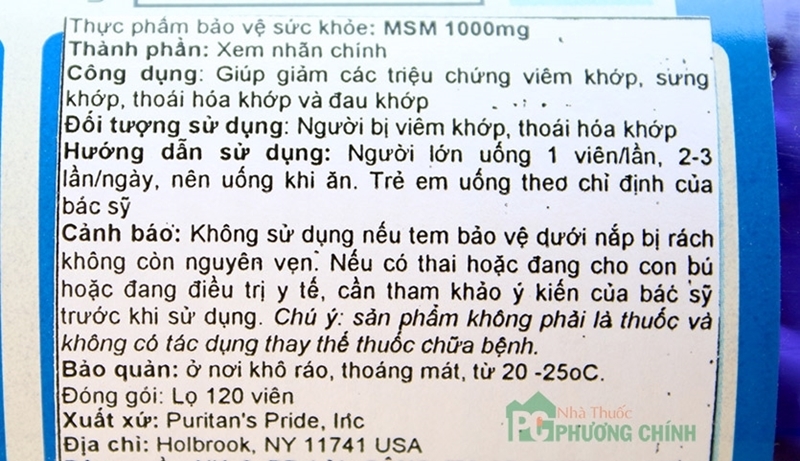 Thực phẩm bảo vệ sức khỏe: MSM 1000mg
Thành phần: Xem nhãn chính
Công dụng: Giúp giảm các triệu chứng viêm khớp, sưng
khớp, thoái hóa khớp và đau khớp
Đối tượng sử dụng: Người bị viêm khớp, thoái hóa khớp
Hướng dẫn sử dụng: Người lớn uống 1 viên/lần, 2-3
lần/ngày, nên uống khi ăn. Trẻ em uống theo chỉ định của
bác sỹ
Cảnh báo: Không sử dụng nếu tem bảo vệ dưới nắp bị rách
không còn nguyên vẹn. Nếu có thai hoặc đang cho con bú
hoặc đang điều trị y tế, cần tham khảo ý kiến của bác sỹ
trước khi sử dụng. Chú ý: sản phẩm không phải là thuốc và
không có tác dụng thay thế thuốc chữa bệnh.
Bảo quản: ở nơi khô ráo, thoáng mát, từ 20 -25oC.
Đóng gói: Lọ 120 viên
Xuất xứ: Puritan's Pride, Inc
Địa chỉ: Holbrook, NY 11741 USA
PC Nhà Thuốc
PHƯƠNG CHÍNH